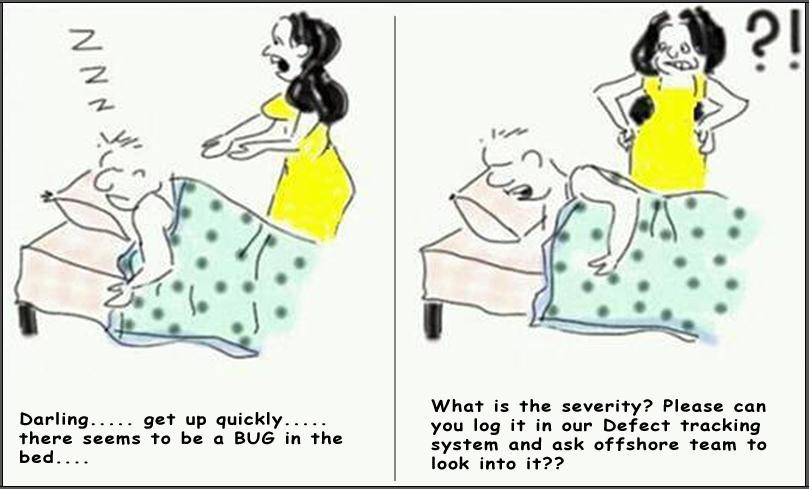 Z
Z
Z
?!
Darling..... get up quickly.....
there seems to be a BUG in the
bed....
What is the severity? Please can
you log it in our Defect tracking
system and ask offshore team to
look into it??